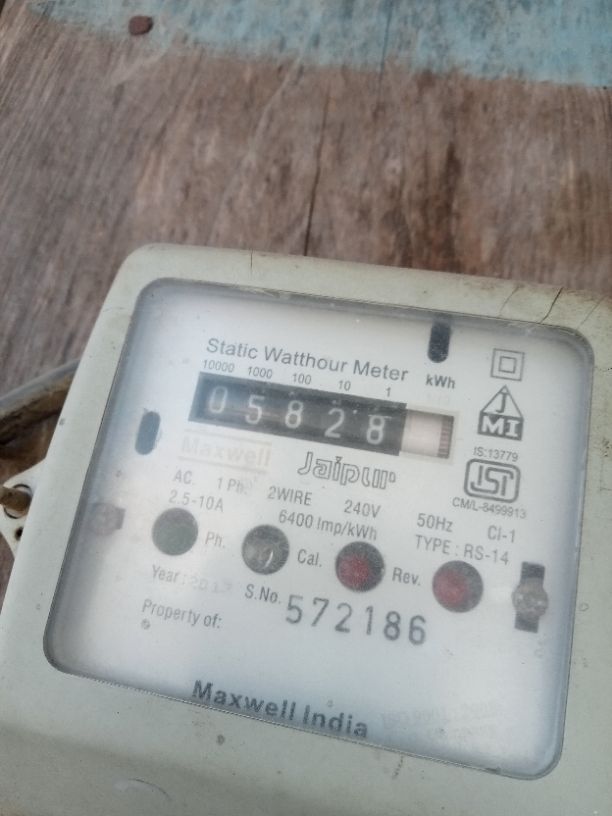 Static Watthour Meter
10000 1000 100 10 1 kWh
05828
J
MI
Maxwell
Jaipur
IS:13779
ISI
CM/L-8499913
AC. 1 Ph. 2WIRE 240V 50Hz Cl-1
2.5-10A 6400 Imp/kWh TYPE : RS-14
Ph. Cal. Rev.
Year: S.No. 572186
Property of:
Maxwell India